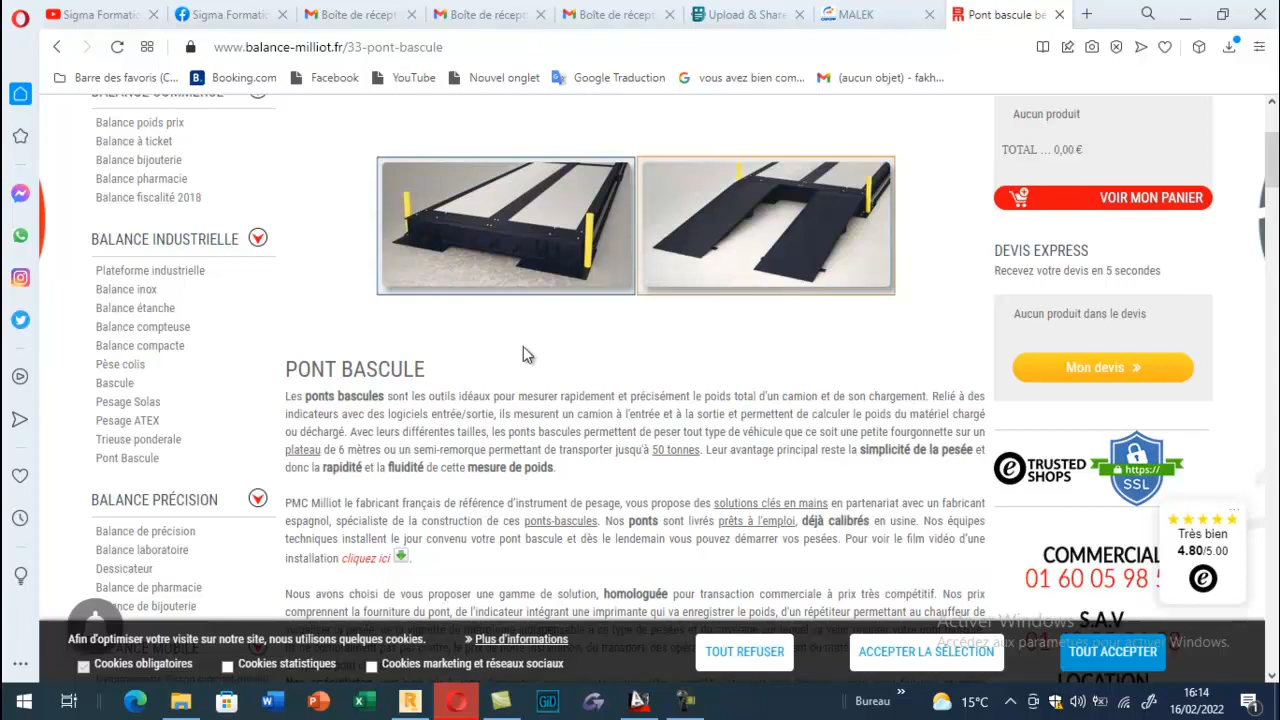 Sigma Formatic
Sigma Formatic
Boîte de récept
Boîte de récept
Boîte de récept
Upload & Share
MALEK
Pont bascule be
www.balance-milliot.fr/33-pont-bascule
Barre des favoris (C...
Booking.com
Facebook
YouTube
Nouvel onglet
Google Traduction
vous avez bien com...
(aucun objet) - fakh...
Balance poids prix
Balance à ticket
Balance bijouterie
Balance pharmacie
Balance fiscalité 2018
BALANCE INDUSTRIELLE
Plateforme industrielle
Balance inox
Balance étanche
Balance compteuse
Balance compacte
Pèse colis
Bascule
Pesage Solas
Pesage ATEX
Trieuse ponderale
Pont Bascule
BALANCE PRÉCISION
Balance de précision
Balance laboratoire
Dessicateur
Balance de pharmacie
de bijouterie
PONT BASCULE
Les ponts bascules sont les outils idéaux pour mesurer rapidement et précisément le poids total d'un camion et de son chargement. Relié à des
indicateurs avec des logiciels entrée/sortie, ils mesurent un camion à l'entrée et à la sortie et permettent de calculer le poids du matériel chargé
ou déchargé. Avec leurs différentes tailles, les ponts bascules permettent de peser tout type de véhicule que ce soit une petite fourgonnette sur un
plateau de 6 mètres ou un semi-remorque permettant de transporter jusqu'à 50 tonnes. Leur avantage principal reste la simplicité de la pesée et
donc la rapidité et la fluidité de cette mesure de poids.
PMC Milliot le fabricant français de référence d'instrument de pesage, vous propose des solutions clés en mains en partenariat avec un fabricant
espagnol, spécialiste de la construction de ces ponts-bascules. Nos ponts sont livrés prêts à l'emploi, déjà calibrés en usine. Nos équipes
techniques installent le jour convenu votre pont bascule et dès le lendemain vous pouvez démarrer vos pesées. Pour voir le film vidéo d'une
installation cliquez ici .
Nous avons choisi de vous proposer une gamme de solution, homologuée pour transaction commerciale à prix très compétitif. Nos prix
comprennent la fourniture du pont, de l'indicateur intégrant une imprimante qui va enregistrer le poids, d'un répétiteur permettant au chauffeur de
Aucun produit
TOTAL ... 0,00 €
VOIR MON PANIER
DEVIS EXPRESS
Recevez votre devis en 5 secondes
Aucun produit dans le devis
Mon devis »
TRUSTED
SHOPS
https://
SSL
Très bien
4.80/5.00
COMMERCIAL
01 60 05 98
S.A.V
LOCATION
Activer Windows
Accédez aux paramètres pour activer Windows.
Afin d'optimiser votre visite sur notre site, nous utilisons quelques cookies.
» Plus d'informations
Cookies obligatoires
Cookies statistiques
Cookies marketing et réseaux sociaux
TOUT REFUSER
ACCEPTER LA SÉLECTION
TOUT ACCEPTER
Bureau
15°C
16:14
16/02/2022